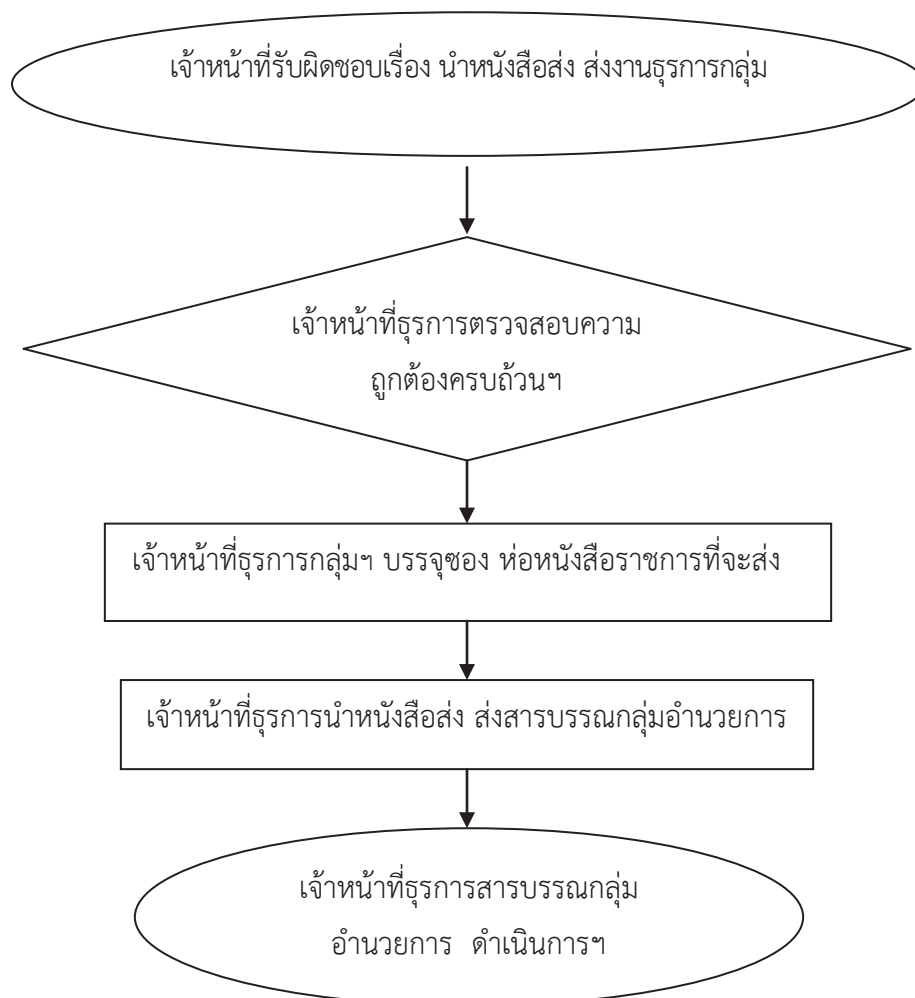 เจ้าหน้าที่รับผิดชอบเรื่อง นำหนังสือส่ง ส่งงานธุรการกลุ่ม
เจ้าหน้าที่ธุรการตรวจสอบความ
ถูกต้องครบถ้วนฯ
เจ้าหน้าที่ธุรการกลุ่มฯ บรรจุซอง ห่อหนังสือราชการที่จะส่ง
เจ้าหน้าที่ธุรการนำหนังสือส่ง ส่งสารบรรณกลุ่มอำนวยการ
เจ้าหน้าที่ธุรการสารบรรณกลุ่ม
อำนวยการ ดำเนินการฯ